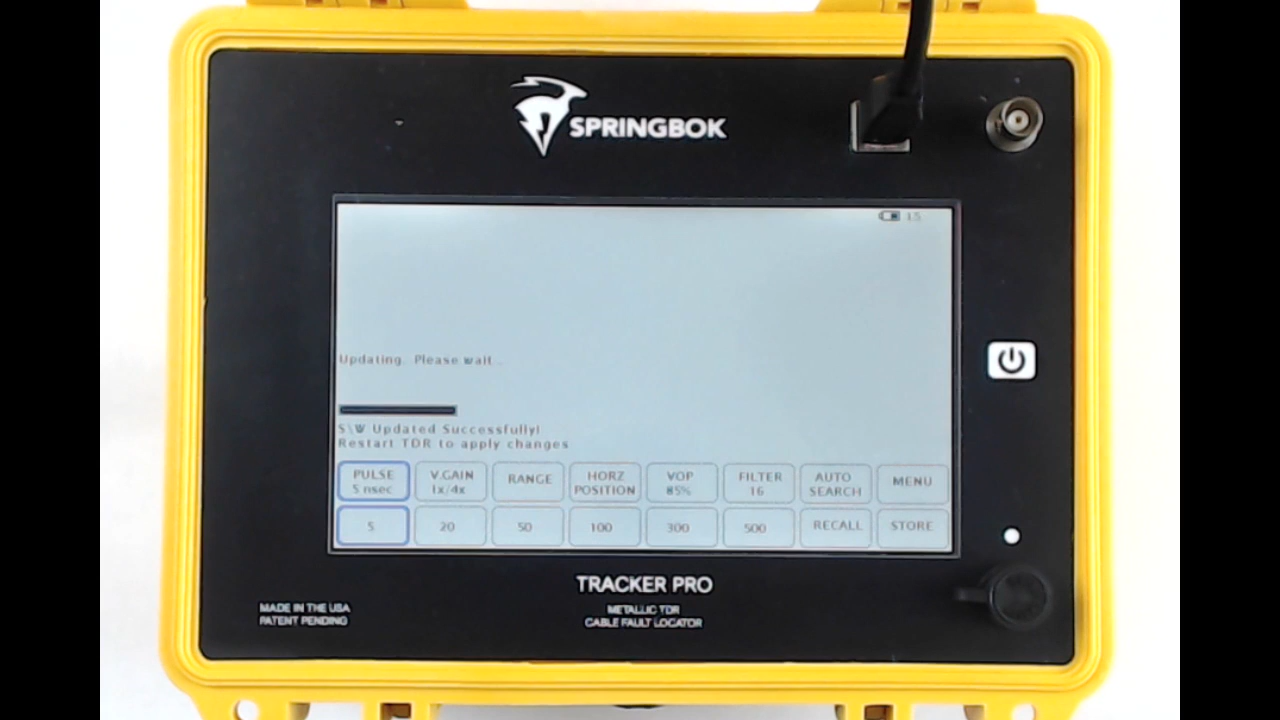 SPRINGBOK
15
Updating. Please wait...
S\W Updated Successfully!
Restart TDR to apply changes
PULSE V.GAIN RANGE HORZ VOP FILTER AUTO MENU
5 nsec 1x/4x POSITION 85% 16 SEARCH
5 20 50 100 300 500 RECALL STORE
TRACKER PRO
MADE IN THE USA
PATENT PENDING
METALLIC TDR
CABLE FAULT LOCATOR